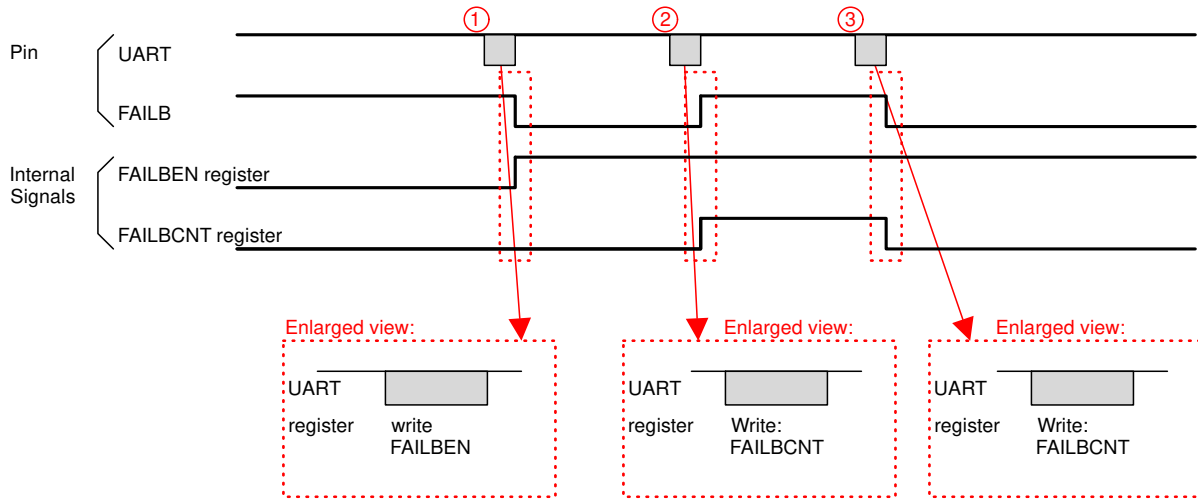 ① ② ③
Pin
UART
FAILB
Internal
Signals
FAILBEN register
FAILBCNT register
Enlarged view:
UART
register
write
FAILBEN
Enlarged view:
UART
register
Write:
FAILBCNT
Enlarged view:
UART
register
Write:
FAILBCNT